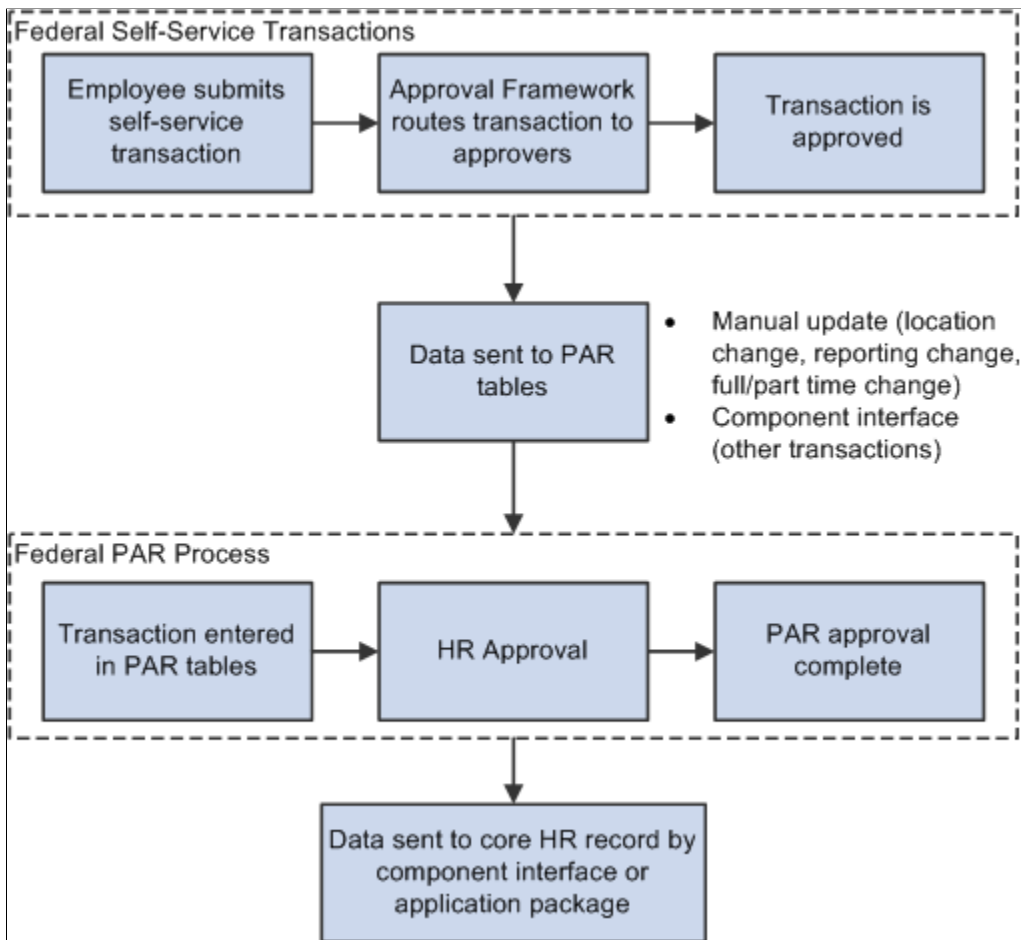 Federal Self-Service Transactions
Employee submits
self-service
transaction
Approval Framework
routes transaction to
approvers
Transaction is
approved
Data sent to PAR
tables
• Manual update (location
change, reporting change,
full/part time change)
• Component interface
(other transactions)
Federal PAR Process
Transaction entered
in PAR tables
HR Approval
PAR approval
complete
Data sent to core HR record by
component interface or
application package